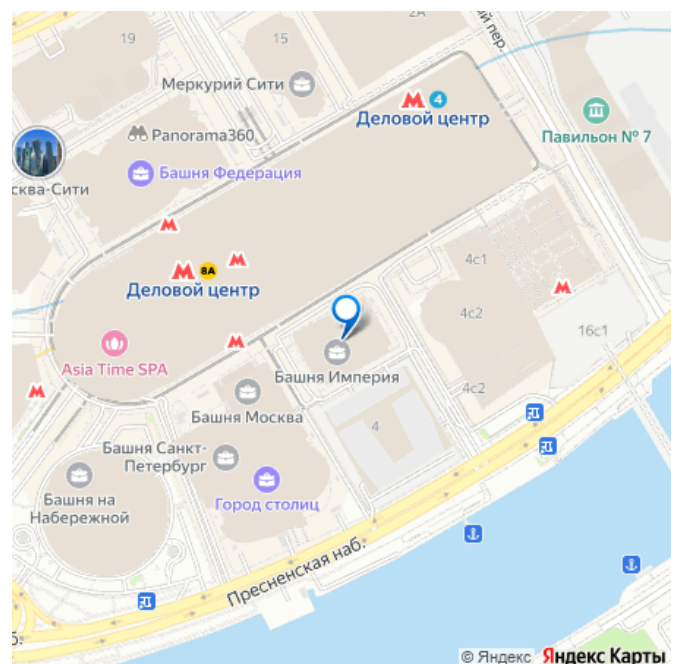 2А
ый пер.
19
15
Меркурий Сити
4
Деловой центр
Павильон № 7
Panorama360
сква-Сити
Башня Федерация
8А
Деловой центр
4с1
4с2
16с1
Asia Time SPA
Башня Империя
4с2
Башня Москва
4
Башня Санкт-
Петербург
Башня на
Набережной
Город столиц
Пресненская наб.
б.
© Яндекс Яндекс Карты